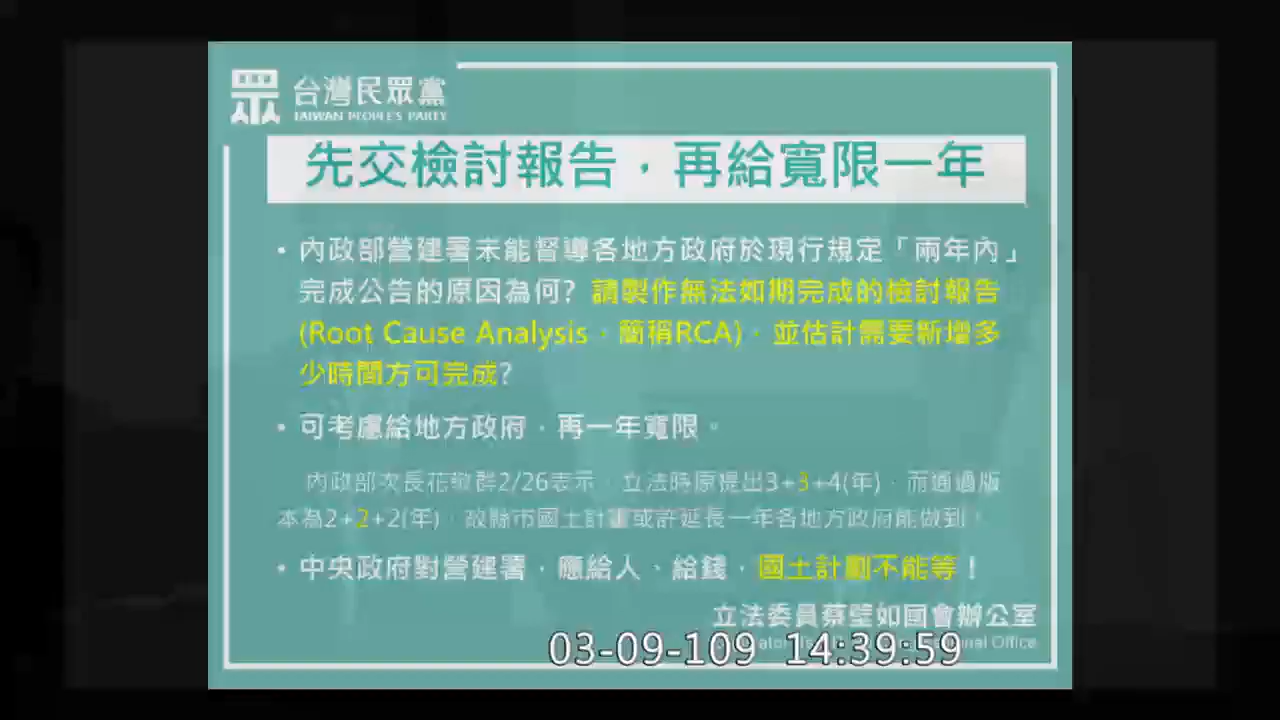 台灣民眾黨
TAIWAN PEOPLE'S PARTY
先交檢討報告，再給寬限一年
• 內政部營建署未能督導各地方政府於現行規定「兩年內」
完成公告的原因為何？請製作無法如期完成的檢討報告
(Root Cause Analysis，簡稱RCA)，並估計需要新增多
少時間方可完成？
• 可考慮給地方政府，再一年寬限。
內政部次長花敬群2/26表示，立法時原提出3+3+4(年)，而通過版
本為2+2+2(年)，故縣市國土計畫或許延長一年各地方政府能做到！
• 中央政府對營建署，應給人、給錢，國土計劃不能等！
立法委員蔡壁如國會辦公室
Office
03-09-109 14:39:59